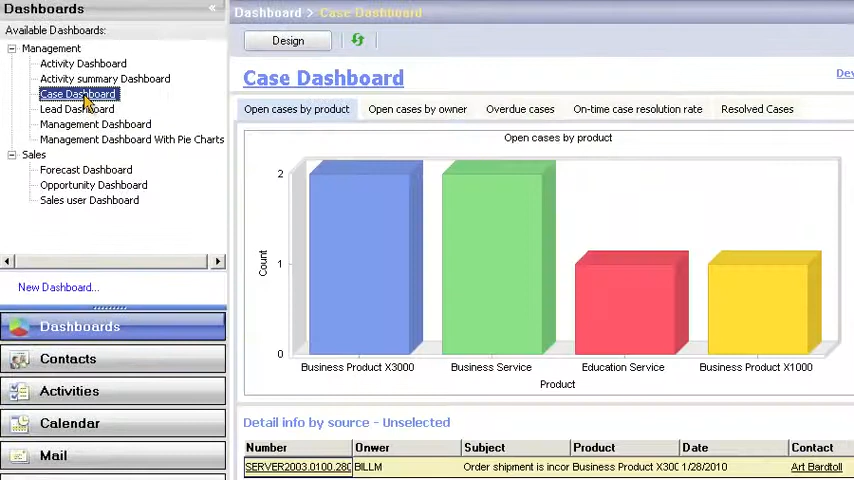 Dashboards «
Available Dashboards:
Management
Activity Dashboard
Activity summary Dashboard
Case Dashboard
Lead Dashboard
Management Dashboard
Management Dashboard With Pie Charts
Sales
Forecast Dashboard
Opportunity Dashboard
Sales user Dashboard
New Dashboard...
Dashboards
Contacts
Activities
Calendar
Mail
Dashboard > Case Dashboard
Design
Case Dashboard
Open cases by product Open cases by owner Overdue cases On-time case resolution rate Resolved Cases
Open cases by product
2
1
0
Count
Business Product X3000 Business Service Education Service Business Product X1000
Product
Detail info by source - Unselected
Number Onwer Subject Product Date Contact
SERVER2003.0100.280 BILLM Order shipment is incor Business Product X300 1/28/2010 Art Bardtoll